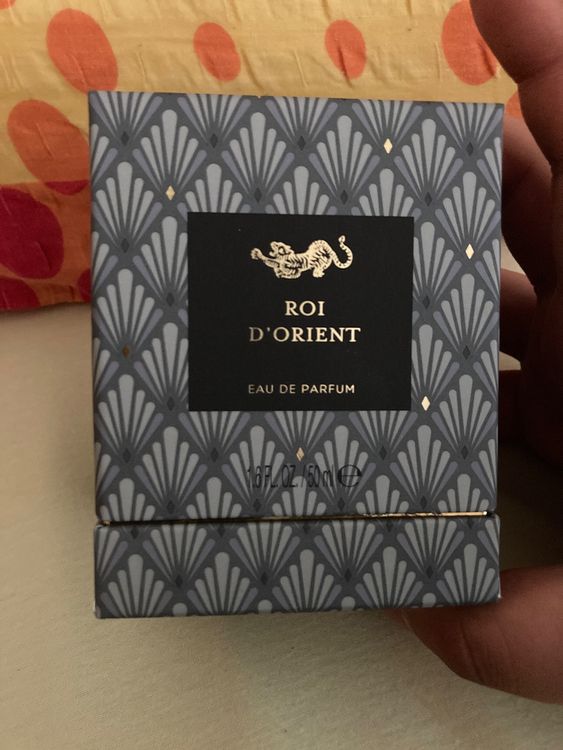 ROI
D'ORIENT
EAU DE PARFUM
1.6 FL. OZ. / 50 ml ℮